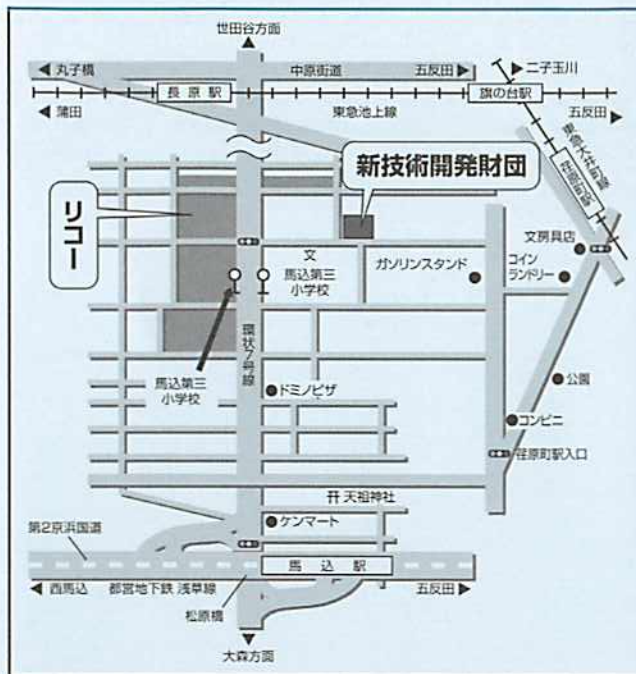 世田谷方面
丸子橋
中原街道
五反田
二子玉川
長原駅
旗の台駅
蒲田
東急池上線
五反田
東急大井町線
荏原町駅
新技術開発財団
リコー
文房具店
文
馬込第三
小学校
ガソリンスタンド
コイン
ランドリー
環状7号線
馬込第三
小学校
ドミノピザ
公園
コンビニ
荏原町駅入口
天祖神社
ケンマート
第2京浜国道
馬込駅
西馬込
都営地下鉄 浅草線
五反田
松原橋
大森方面